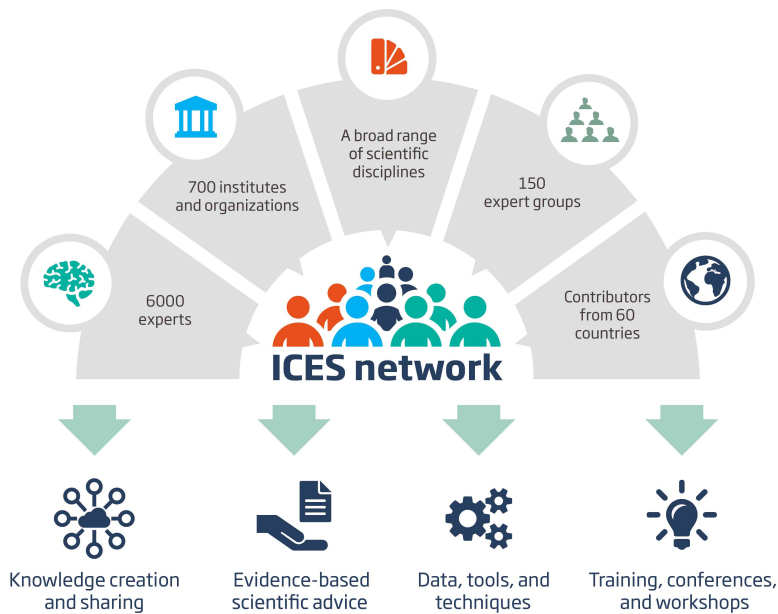 A broad range
of scientific
disciplines
700 institutes
and organizations
150
expert groups
6000
experts
Contributors
from 60
countries
ICES network
Knowledge creation
and sharing
Evidence-based
scientific advice
Data, tools, and
techniques
Training, conferences,
and workshops